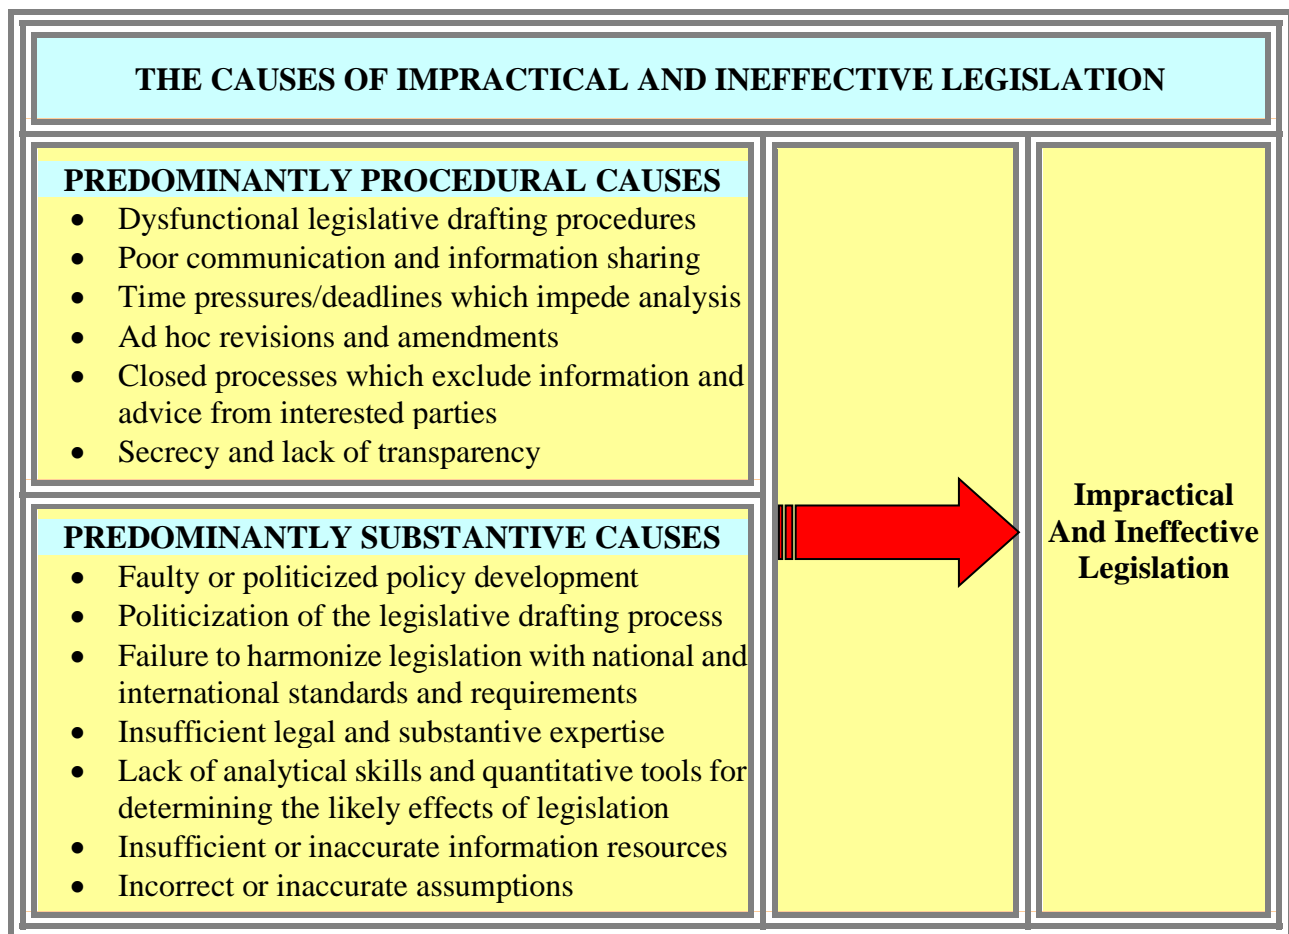 THE CAUSES OF IMPRACTICAL AND INEFFECTIVE LEGISLATION
PREDOMINANTLY PROCEDURAL CAUSES
• Dysfunctional legislative drafting procedures
• Poor communication and information sharing
• Time pressures/deadlines which impede analysis
• Ad hoc revisions and amendments
• Closed processes which exclude information and
advice from interested parties
• Secrecy and lack of transparency
PREDOMINANTLY SUBSTANTIVE CAUSES
• Faulty or politicized policy development
• Politicization of the legislative drafting process
• Failure to harmonize legislation with national and
international standards and requirements
• Insufficient legal and substantive expertise
• Lack of analytical skills and quantitative tools for
determining the likely effects of legislation
• Insufficient or inaccurate information resources
• Incorrect or inaccurate assumptions
Impractical
And Ineffective
Legislation